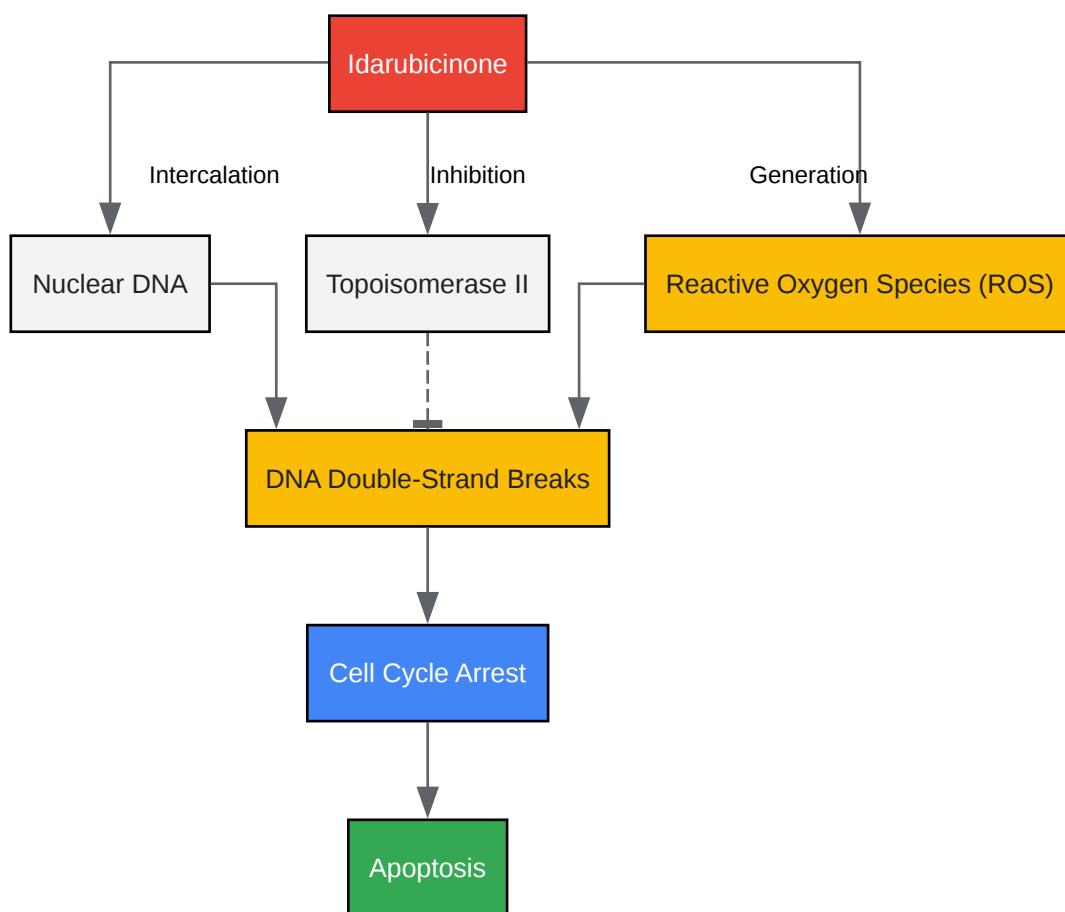 Idarubicinone
Intercalation
Inhibition
Generation
Nuclear DNA
Topoisomerase II
Reactive Oxygen Species (ROS)
DNA Double-Strand Breaks
Cell Cycle Arrest
Apoptosis